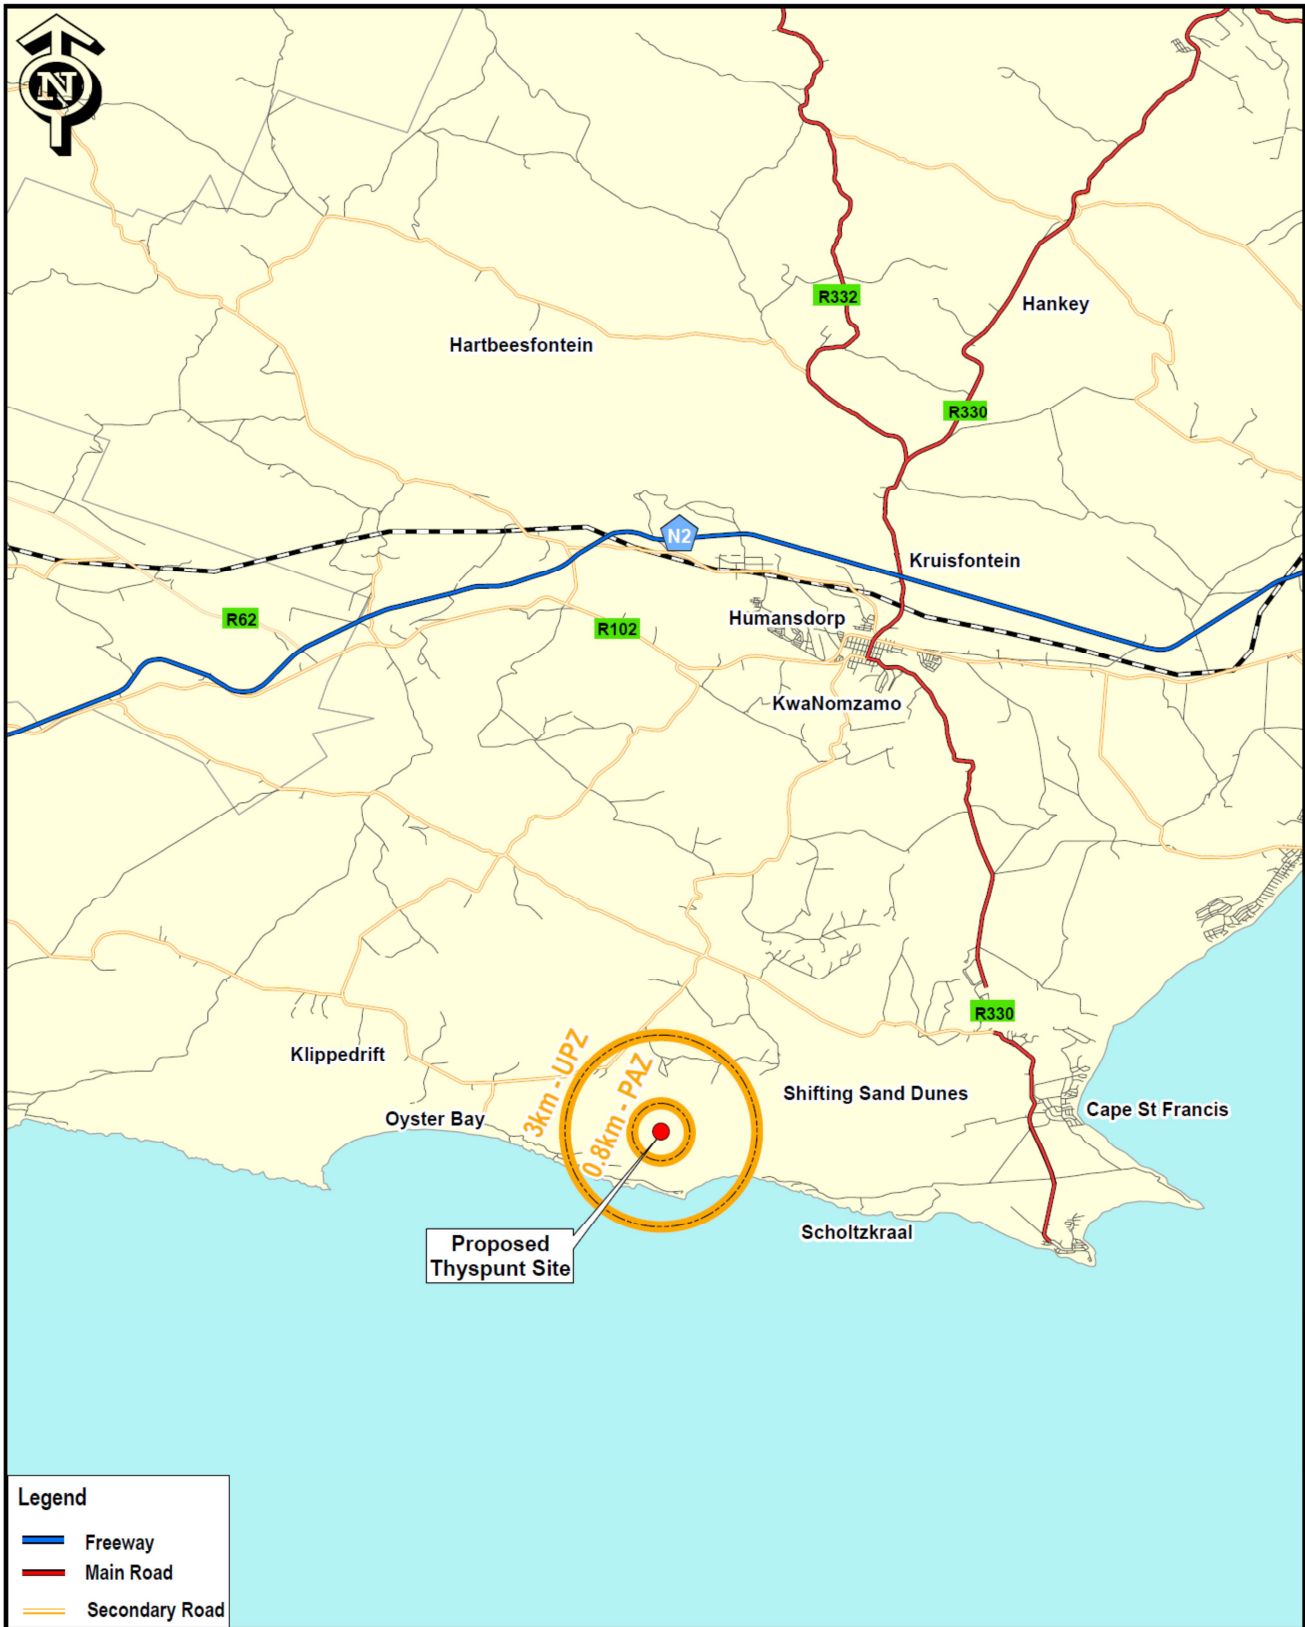 N
R332
Hankey
Hartbeesfontein
R330
N2
Kruisfontein
R62
Humansdorp
R102
KwaNomzamo
R330
Klippedrift
3km - UPZ
0.8km - PAZ
Shifting Sand Dunes
Cape St Francis
Oyster Bay
Scholtzkraal
Proposed
Thyspunt Site
Legend
Freeway
Main Road
Secondary Road